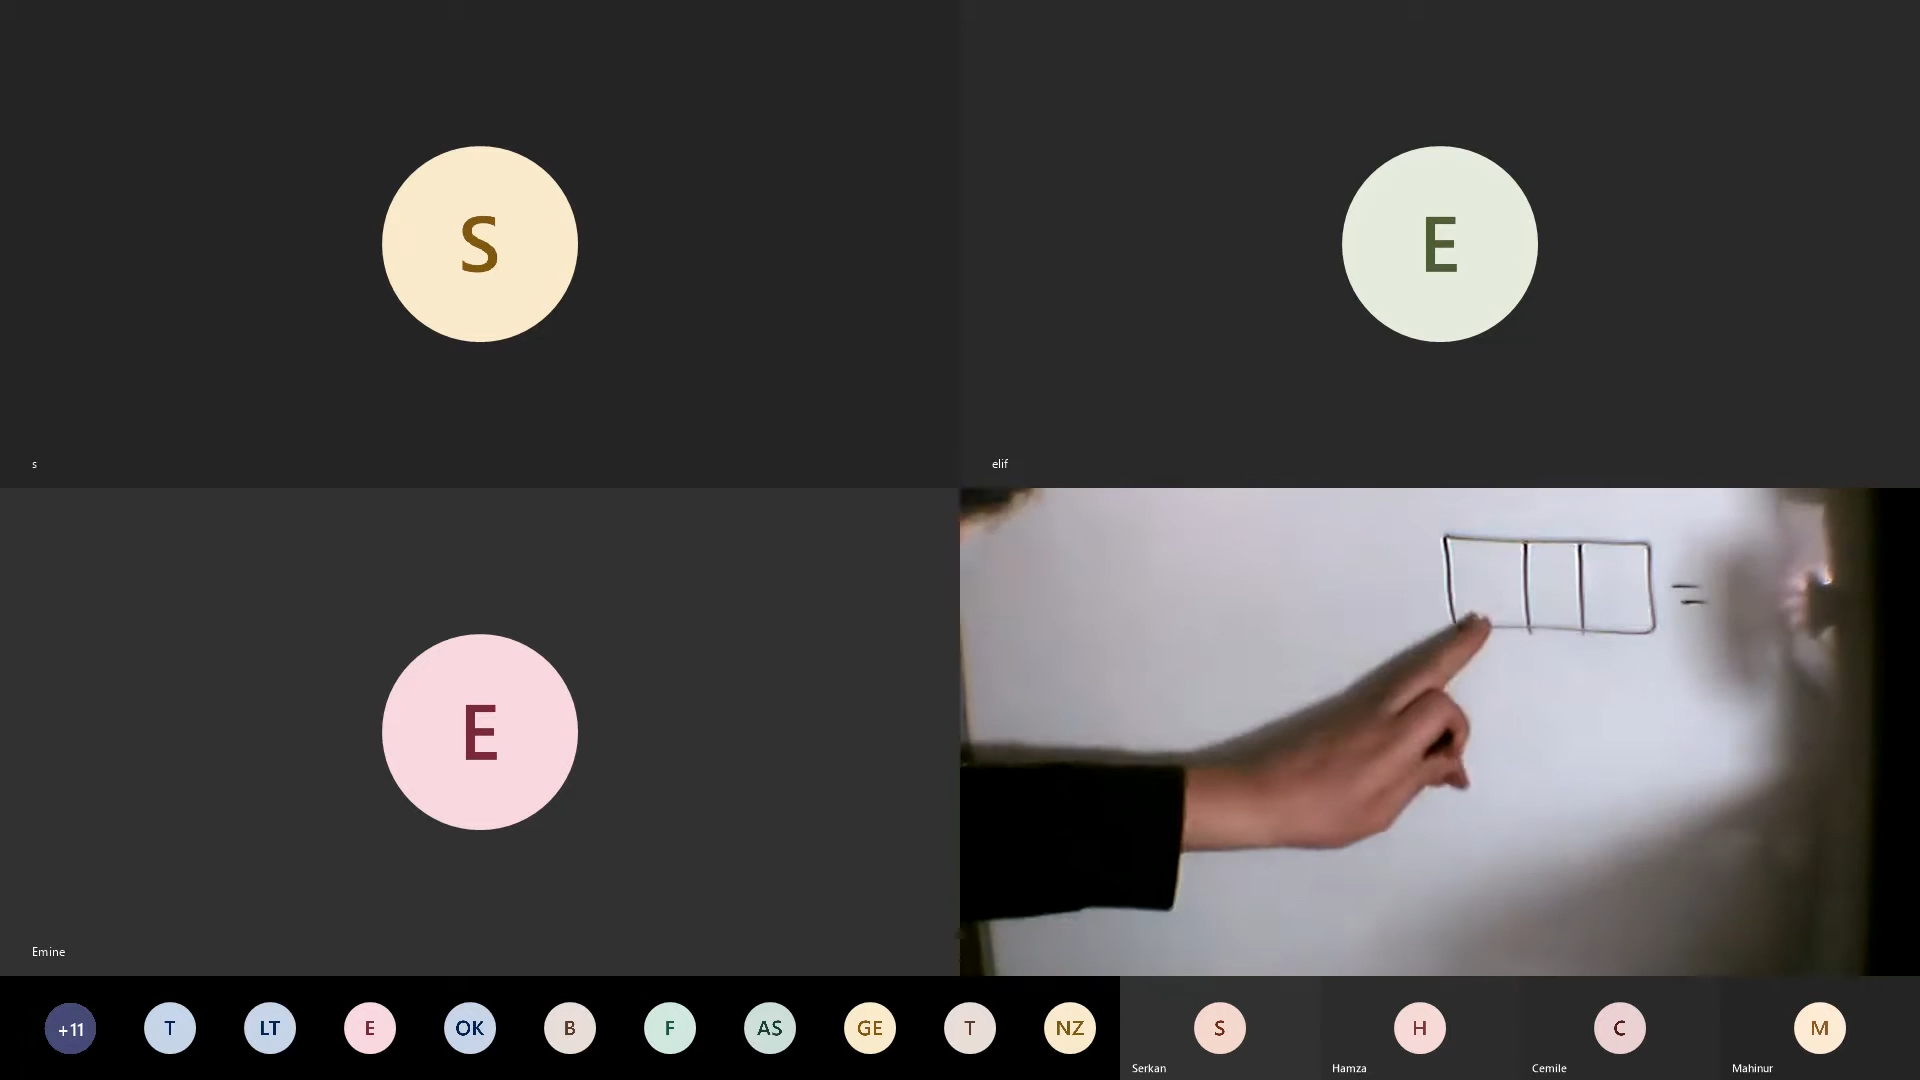 S
s
E
elif
E
Emine
=
+11
T
LT
E
OK
B
F
AS
GE
T
NZ
S
Serkan
H
Hamza
C
Cemile
M
Mahinur